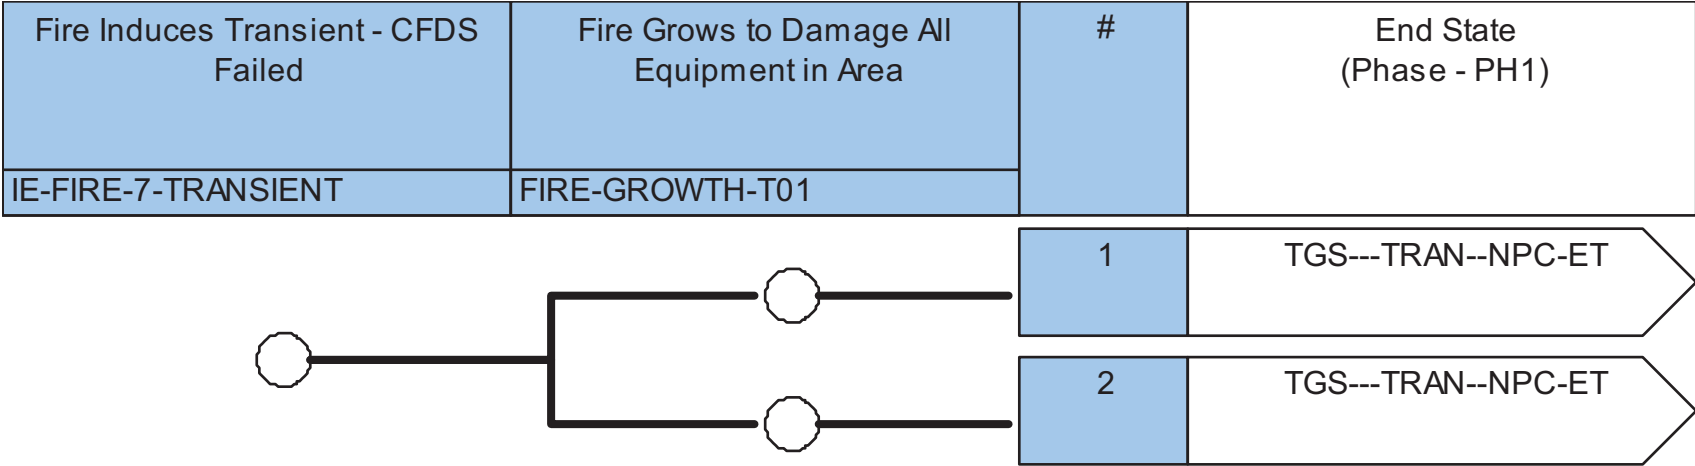 Fire Induces Transient - CFDS
Failed
Fire Grows to Damage All
Equipment in Area
#
End State
(Phase - PH1)
IE-FIRE-7-TRANSIENT
FIRE-GROWTH-T01
1
TGS---TRAN--NPC-ET
2
TGS---TRAN--NPC-ET